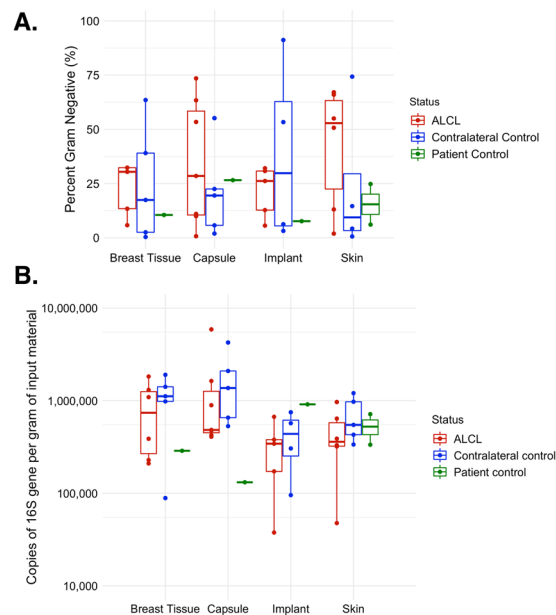 A.
Percent Gram Negative (%)
100
75
50
25
0
Breast Tissue Capsule Implant Skin
Status
ALCL
Contralateral Control
Patient Control
B.
Copies of 16S gene per gram of input material
10,000,000
1,000,000
100,000
10,000
Breast Tissue Capsule Implant Skin
Status
ALCL
Contralateral control
Patient control